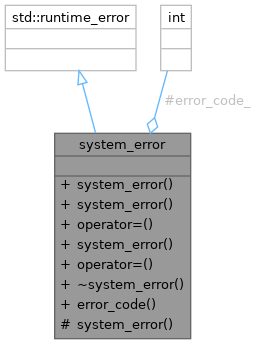 std::runtime_error
int
#error_code_
system_error
+ system_error()
+ system_error()
+ operator=()
+ system_error()
+ operator=()
+ ~system_error()
+ error_code()
# system_error()